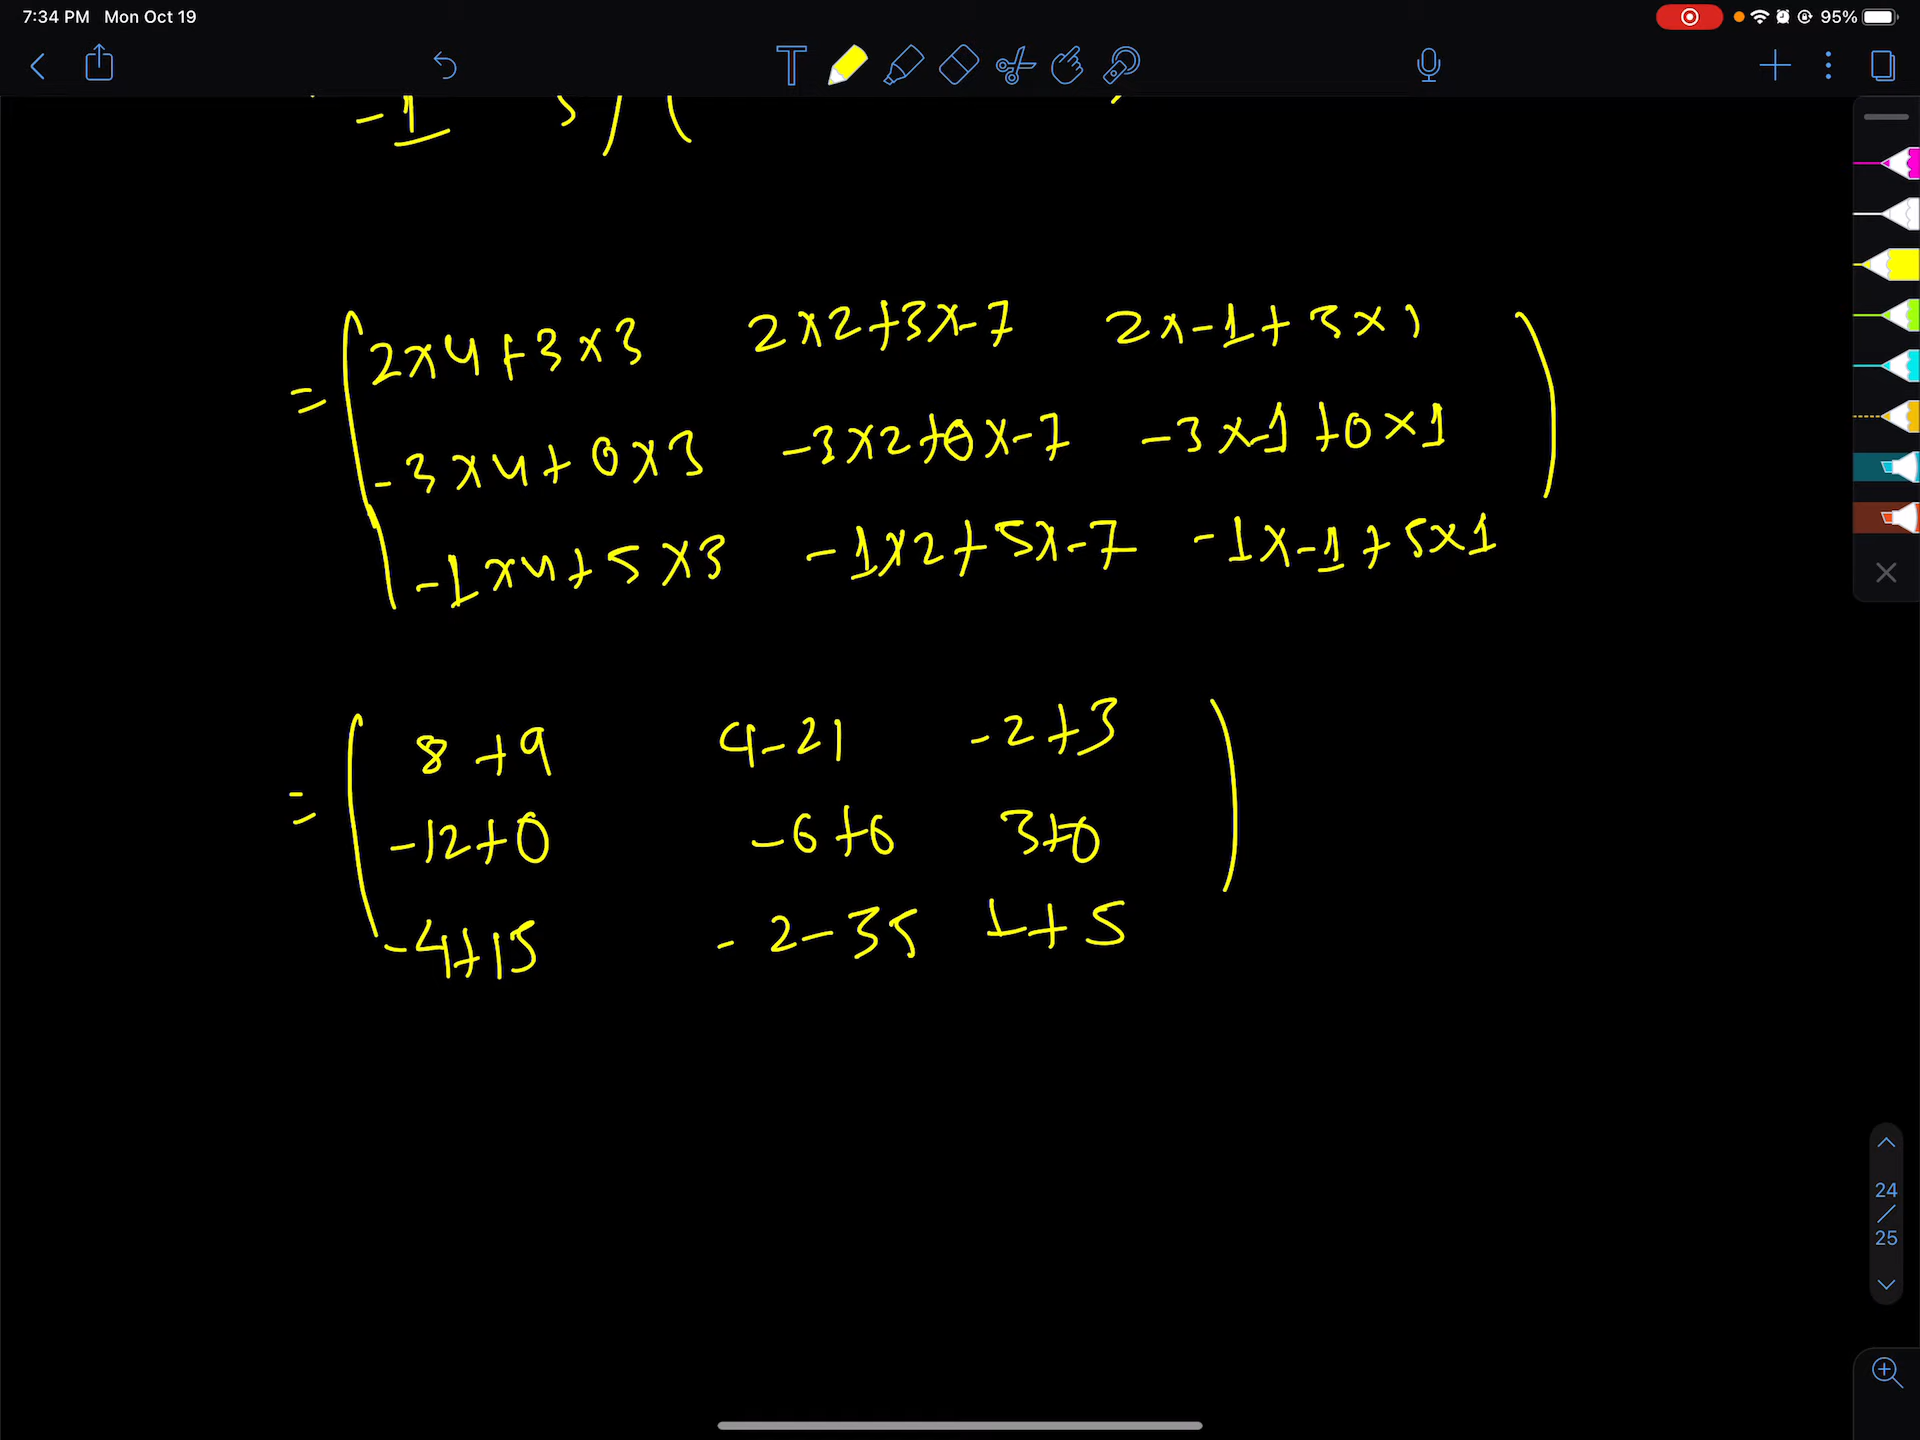 7:34 PM Mon Oct 19 95%
T
-1
= ( 2x4+3x3 2x2+3x-7 2x-1+3x1 )
-3x4+0x3 -3x2+0x-7 -3x-1+0x1
-1x4+5x3 -1x2+5x-7 -1x-1+5x1
= ( 8+9 4-21 -2+3 )
-12+0 -6+0 3+0
-4+15 -2-35 1+5
24
/
25